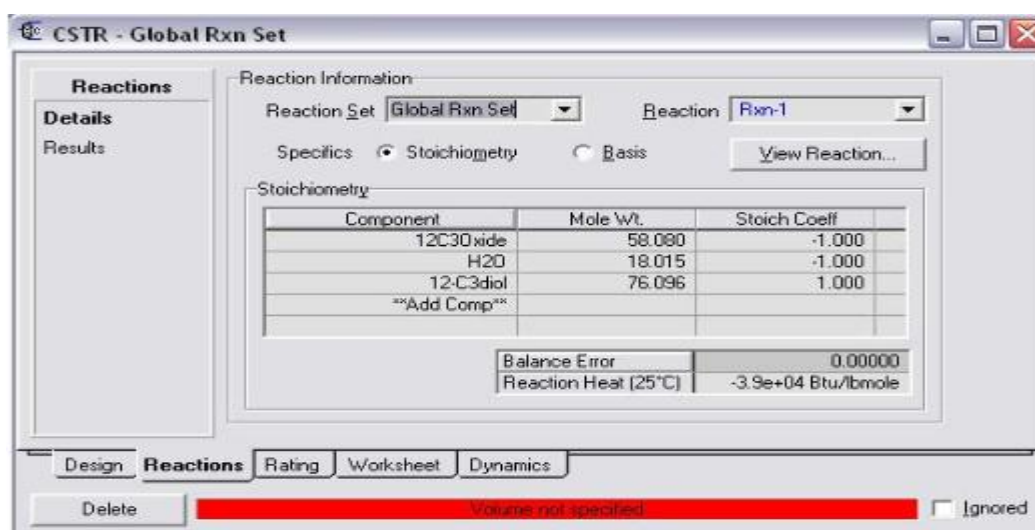 CSTR - Global Rxn Set
Reactions
Details
Results
Reaction Information
Reaction Set Global Rxn Set Reaction Rxn-1
Specifics Stoichiometry Basis View Reaction...
Stoichiometry
Component Mole Wt. Stoich Coeff
12C3Oxide 58.080 -1.000
H2O 18.015 -1.000
12-C3diol 76.096 1.000
**Add Comp**
Balance Error 0.00000
Reaction Heat (25°C) -3.9e+04 Btu/lbmole
Design Reactions Rating Worksheet Dynamics
Delete Volume not specified Ignored